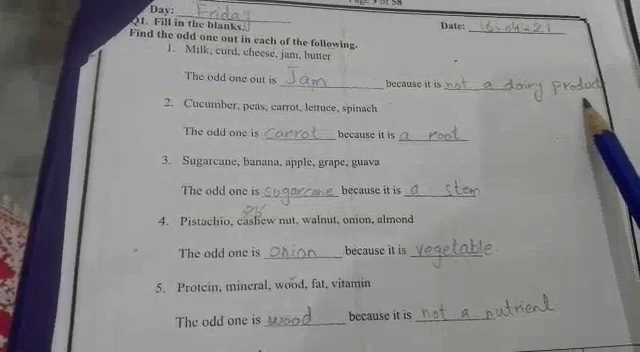 Page 9 of 58
Day: Friday
Q1. Fill in the blanks. Date: 16-04-21
Find the odd one out in each of the following.
1. Milk, curd, cheese, jam, butter
The odd one out is Jam because it is not a dairy product
2. Cucumber, peas, carrot, lettuce, spinach
The odd one is carrot because it is a root
3. Sugarcane, banana, apple, grape, guava
The odd one is sugarcane because it is a stem
4. Pistachio, cashew nut, walnut, onion, almond
The odd one is onion because it is vegetable
5. Protein, mineral, wood, fat, vitamin
The odd one is wood because it is not a nutrient